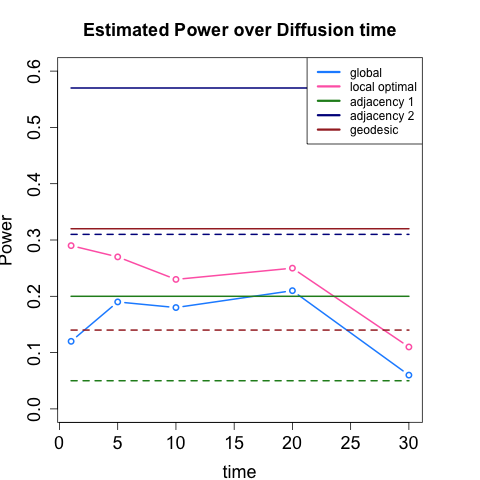 Estimated Power over Diffusion time
global
local optimal
adjacency 1
adjacency 2
geodesic
Power
0.6
0.5
0.4
0.3
0.2
0.1
0.0
0 5 10 15 20 25 30
time